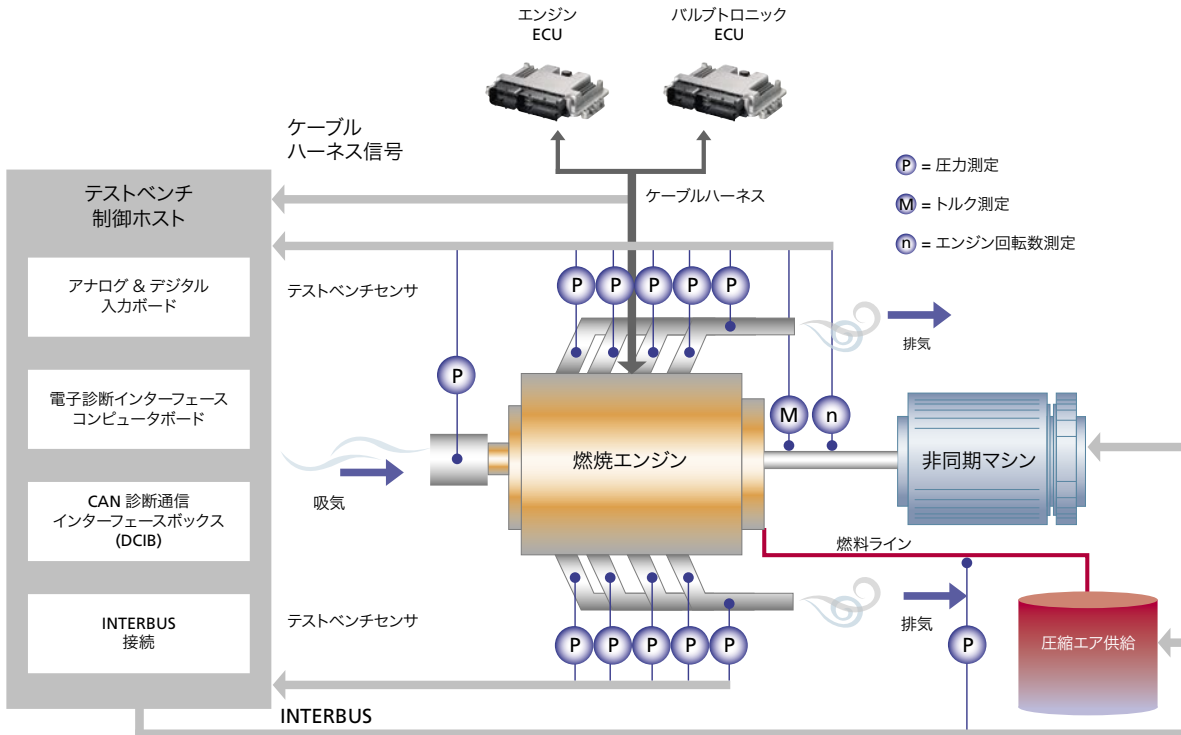 エンジン
ECU
バルブトロニック
ECU
ケーブル
ハーネス信号
ケーブルハーネス
P = 圧力測定
M = トルク測定
n = エンジン回転数測定
テストベンチ
制御ホスト
アナログ & デジタル
入力ボード
電子診断インターフェース
コンピュータボード
CAN 診断通信
インターフェースボックス
(DCIB)
INTERBUS
接続
テストベンチセンサ
P P P P P
排気
P
M n
吸気
燃焼エンジン
非同期マシン
燃料ライン
テストベンチセンサ
排気
P P P P P
P
圧縮エア供給
INTERBUS